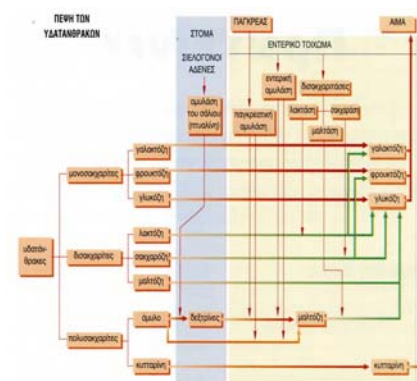 ΠΕΨΗ ΤΩΝ
ΥΔΑΤΑΝΘΡΑΚΩΝ
ΣΤΟΜΑ
ΣΙΕΛΟΓΟΝΟΙ
ΑΔΕΝΕΣ
ΠΑΓΚΡΕΑΣ
ΕΝΤΕΡΙΚΟ ΤΟΙΧΩΜΑ
ΑΙΜΑ
αμυλάση
του σάλιου
(πτυαλίνη)
παγκρεατική
αμυλάση
εντερική
αμυλάση
δισακχαριτάσες
λακτάση
σακχαράση
μαλτάση
υδατάν-
θρακες
μονοσακχαρίτες
γαλακτόζη
φρουκτόζη
γλυκόζη
γαλακτόζη
φρουκτόζη
γλυκόζη
δισακχαρίτες
λακτόζη
σακχαρόζη
μαλτόζη
πολυσακχαρίτες
άμυλο
δεξτρίνες
μαλτόζη
κυτταρίνη
κυτταρίνη